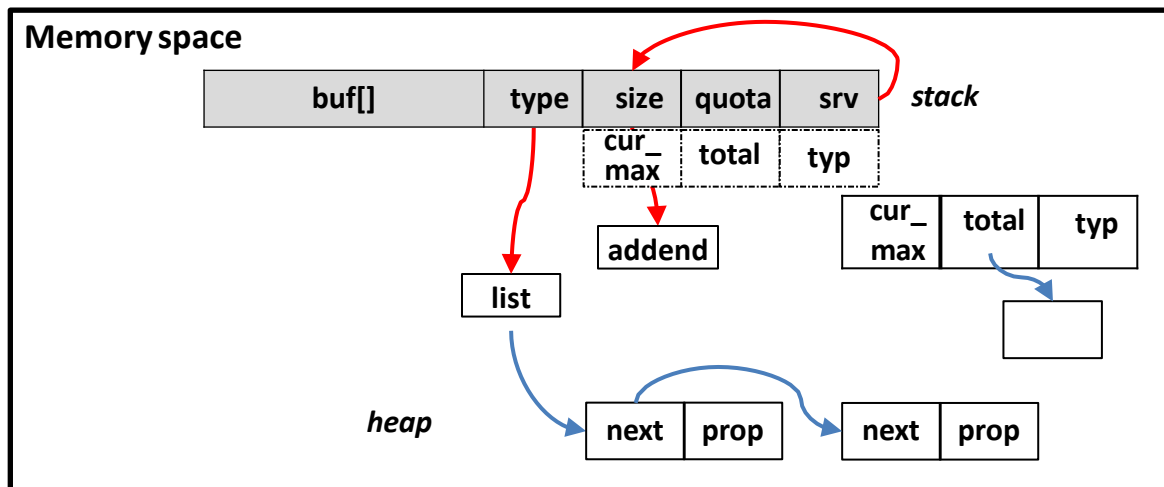 Memory space
buf[] type size quota srv stack
cur_
max total typ
cur_
max total typ
addend
list
heap
next prop next prop